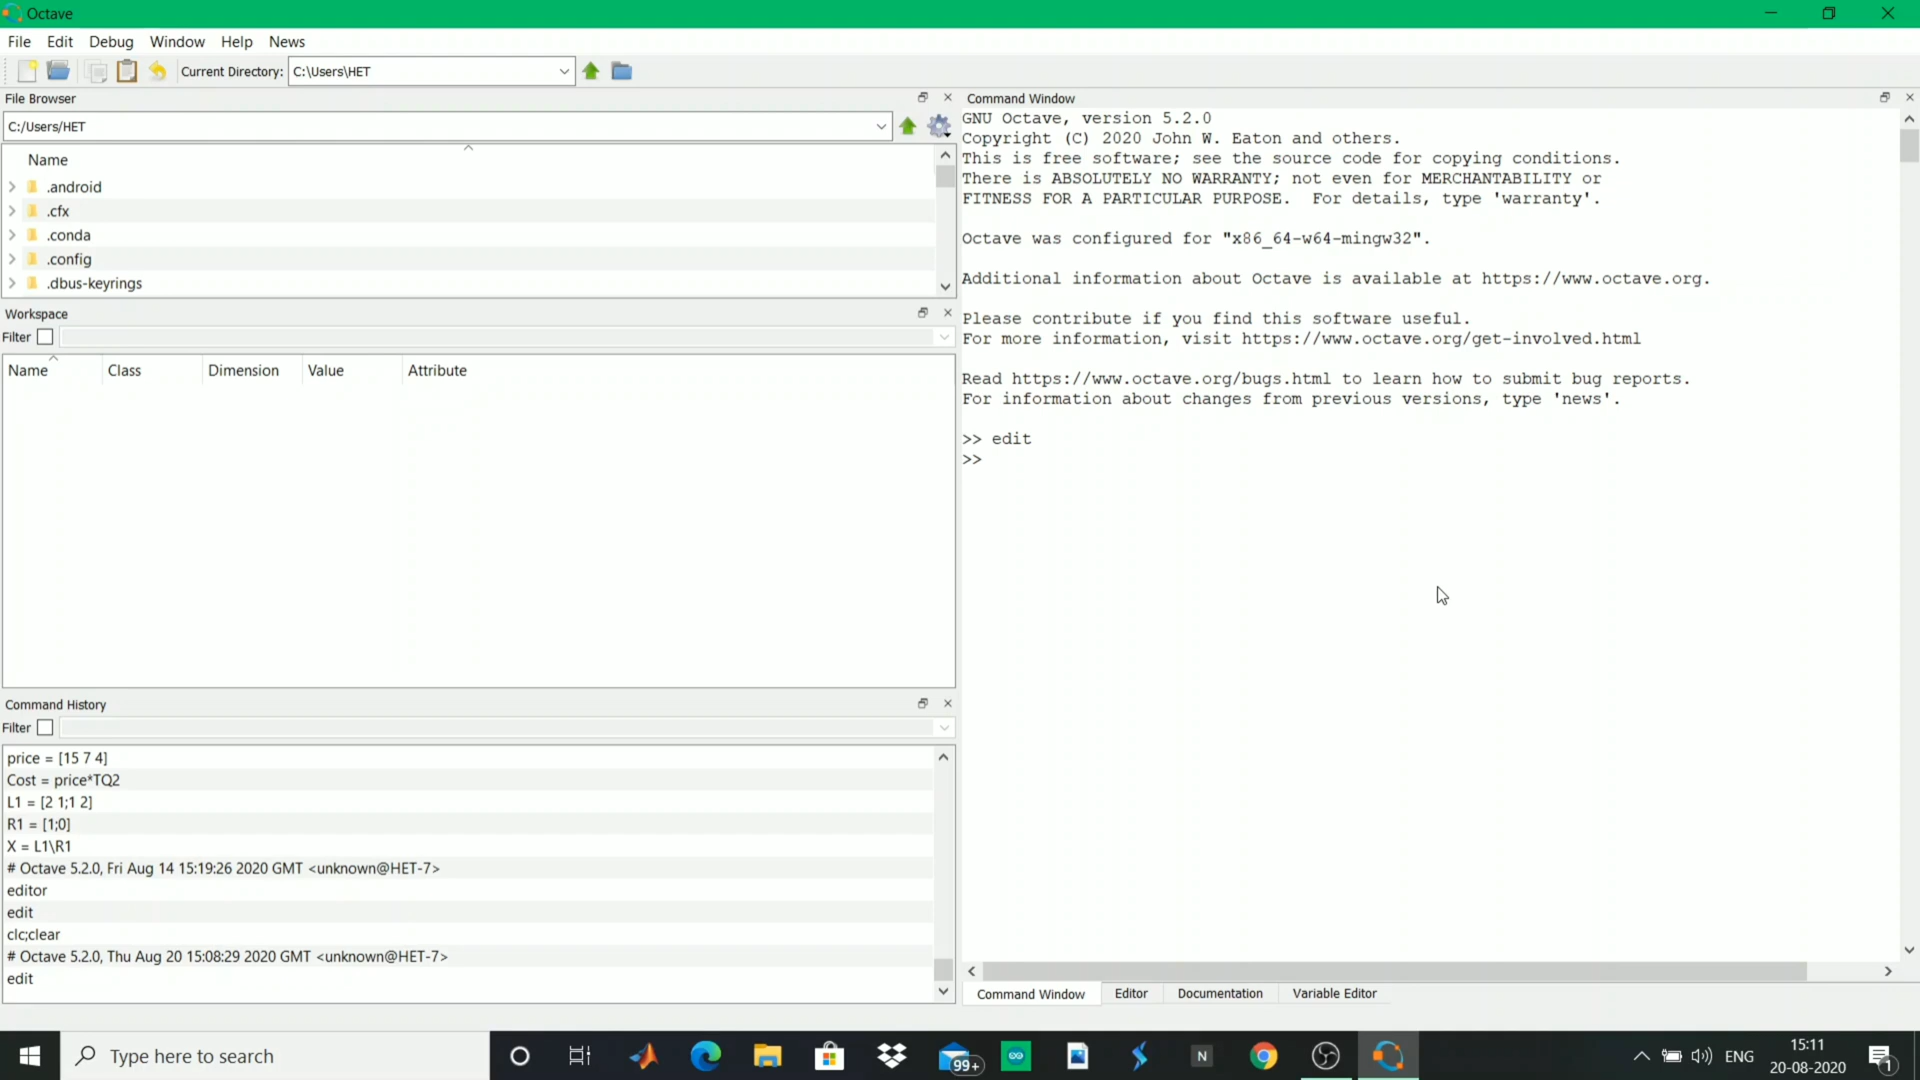 Octave
File Edit Debug Window Help News
Current Directory: C:\Users\HET
File Browser
C:/Users/HET
Name
.android
.cfx
.conda
.config
.dbus-keyrings
Workspace
Filter
Name Class Dimension Value Attribute
Command History
Filter
price = [15 7 4]
Cost = price*TQ2
L1 = [2 1;1 2]
R1 = [1;0]
X = L1\R1
# Octave 5.2.0, Fri Aug 14 15:19:26 2020 GMT <unknown@HET-7>
editor
edit
clc;clear
# Octave 5.2.0, Thu Aug 20 15:08:29 2020 GMT <unknown@HET-7>
edit
Command Window
GNU Octave, version 5.2.0
Copyright (C) 2020 John W. Eaton and others.
This is free software; see the source code for copying conditions.
There is ABSOLUTELY NO WARRANTY; not even for MERCHANTABILITY or
FITNESS FOR A PARTICULAR PURPOSE.  For details, type 'warranty'.
Octave was configured for "x86_64-w64-mingw32".
Additional information about Octave is available at https://www.octave.org.
Please contribute if you find this software useful.
For more information, visit https://www.octave.org/get-involved.html
Read https://www.octave.org/bugs.html to learn how to submit bug reports.
For information about changes from previous versions, type 'news'.
>> edit
>>
Command Window Editor Documentation Variable Editor
Type here to search
99+
N
ENG
15:11
20-08-2020
1